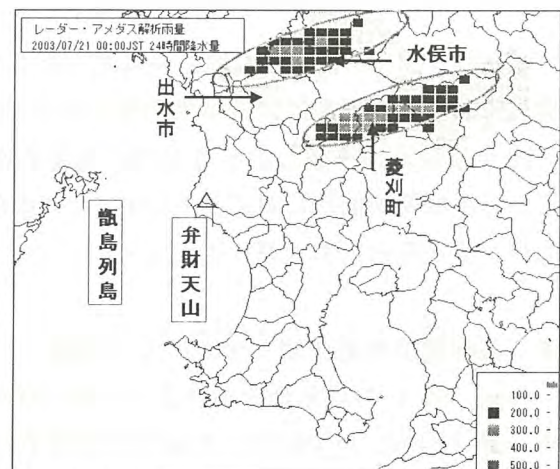 レーダー・アメダス解析雨量
2003/07/21 00:00JST 24時間降水量
水俣市
出水市
菱刈町
甑島列島
弁財天山
mm
100.0 -
200.0 -
300.0 -
400.0 -
500.0 -